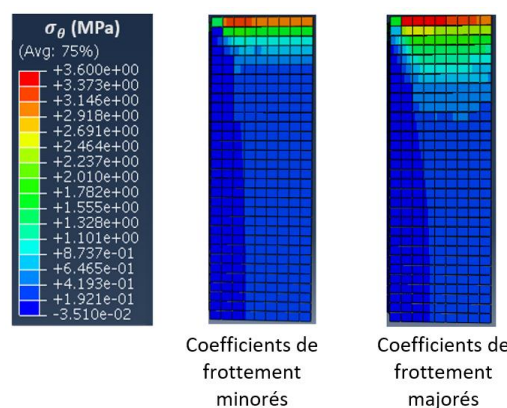 σθ (MPa)
(Avg: 75%)
+3.600e+00
+3.373e+00
+3.146e+00
+2.918e+00
+2.691e+00
+2.464e+00
+2.237e+00
+2.010e+00
+1.782e+00
+1.555e+00
+1.328e+00
+1.101e+00
+8.737e-01
+6.465e-01
+4.193e-01
+1.921e-01
-3.510e-02
Coefficients de
frottement
minorés
Coefficients de
frottement
majorés